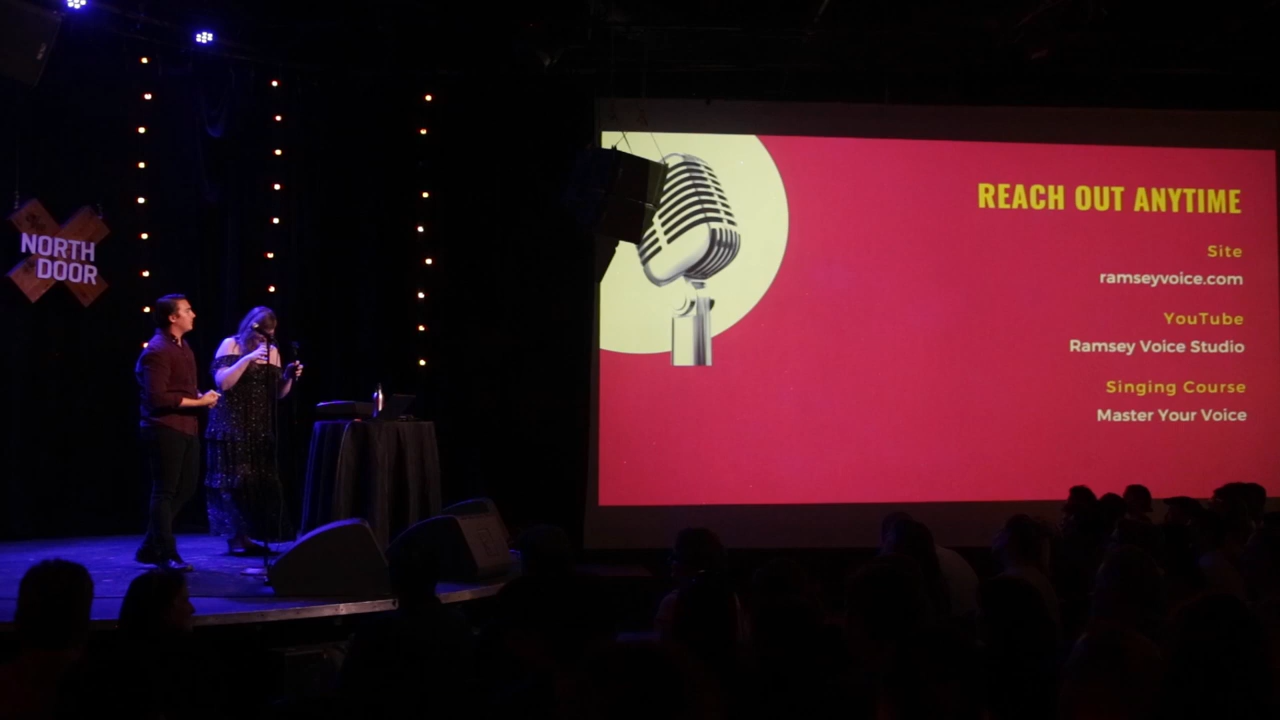 NORTH
DOOR
REACH OUT ANYTIME
Site
ramseyvoice.com
YouTube
Ramsey Voice Studio
Singing Course
Master Your Voice